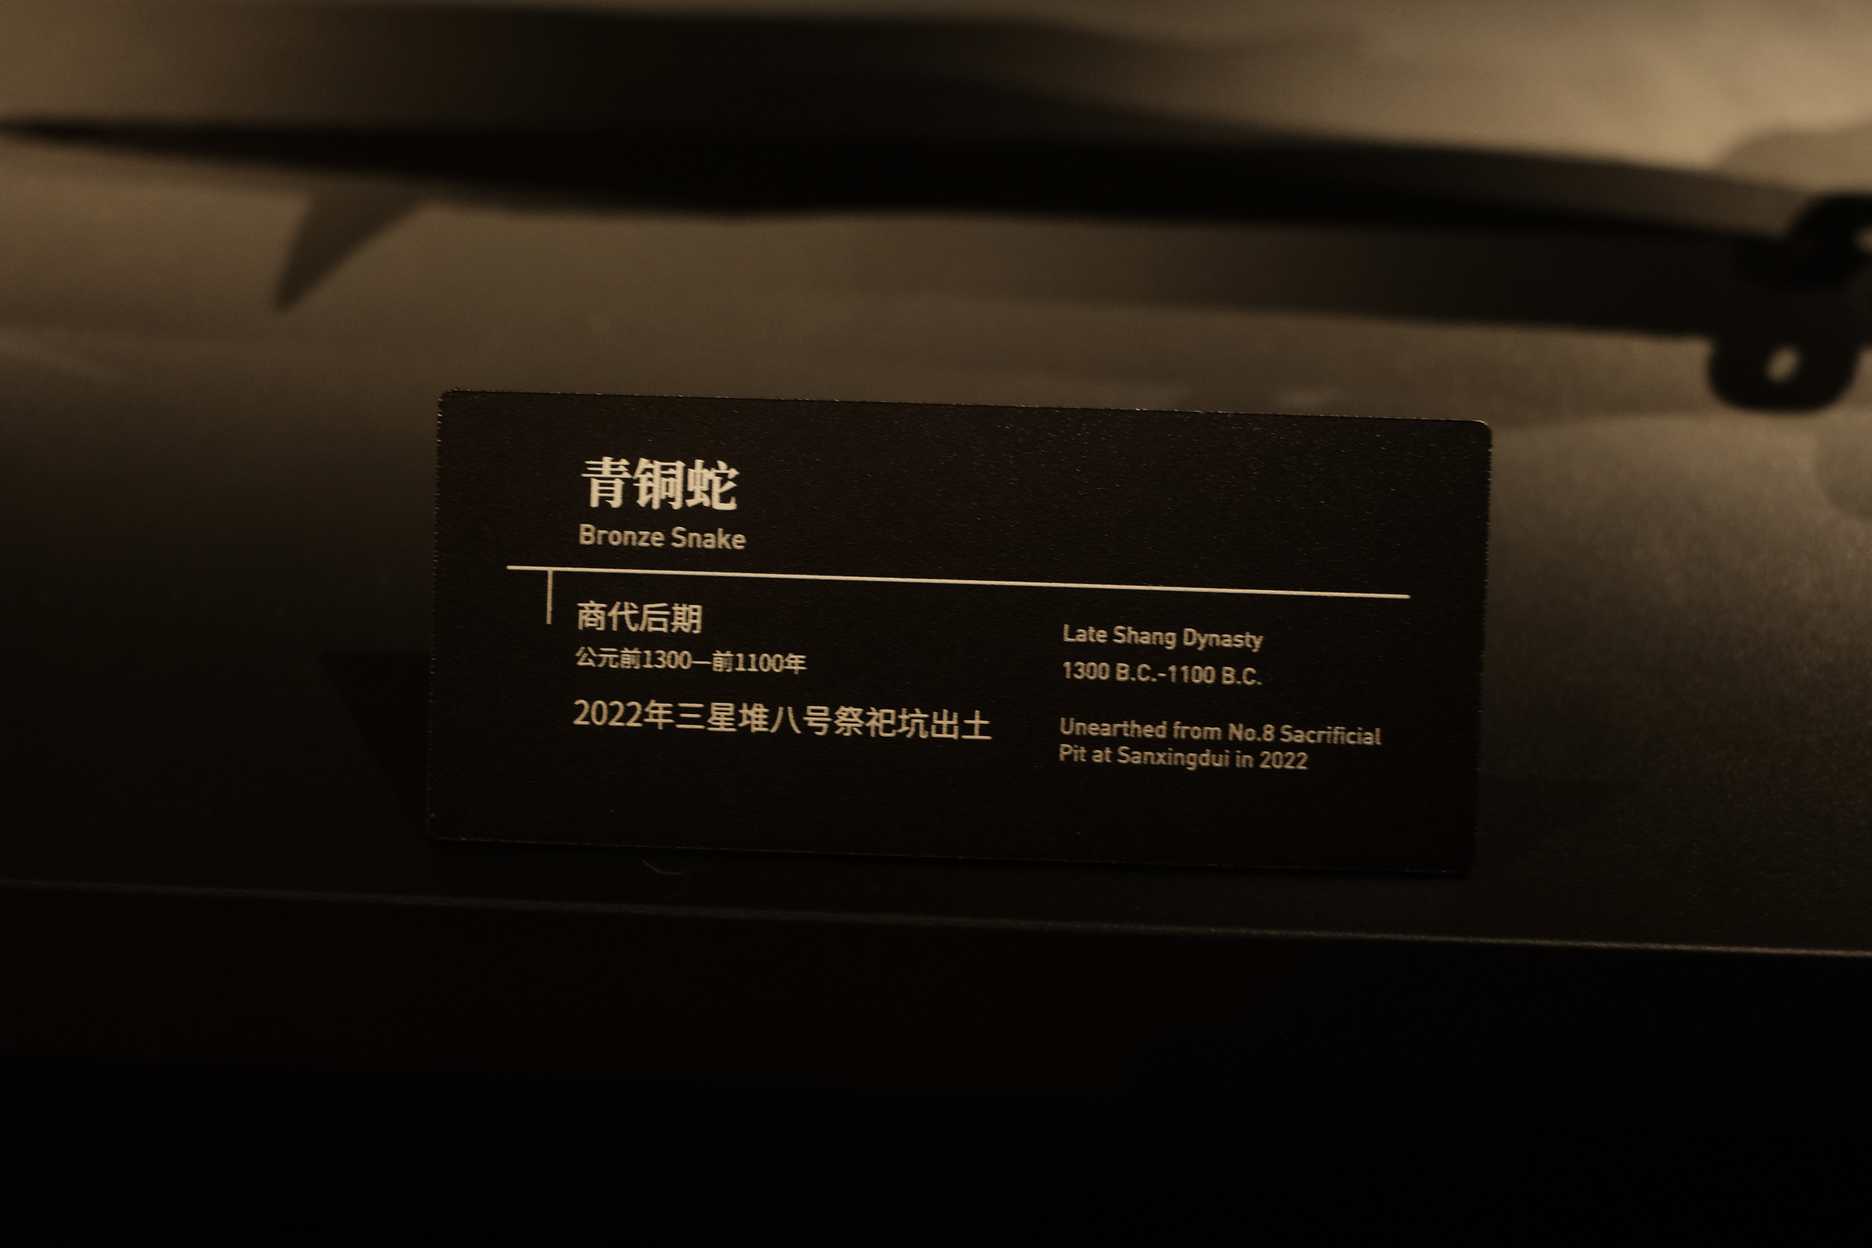 青铜蛇
Bronze Snake
商代后期
公元前1300—前1100年
2022年三星堆八号祭祀坑出土
Late Shang Dynasty
1300 B.C.-1100 B.C.
Unearthed from No.8 Sacrificial
Pit at Sanxingdui in 2022